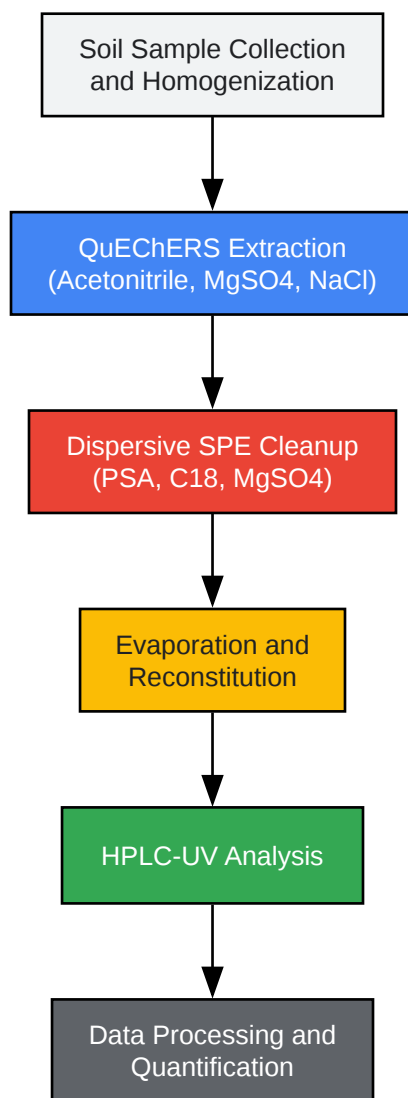 Soil Sample Collection
and Homogenization
QuEChERS Extraction
(Acetonitrile, MgSO4, NaCl)
Dispersive SPE Cleanup
(PSA, C18, MgSO4)
Evaporation and
Reconstitution
HPLC-UV Analysis
Data Processing and
Quantification